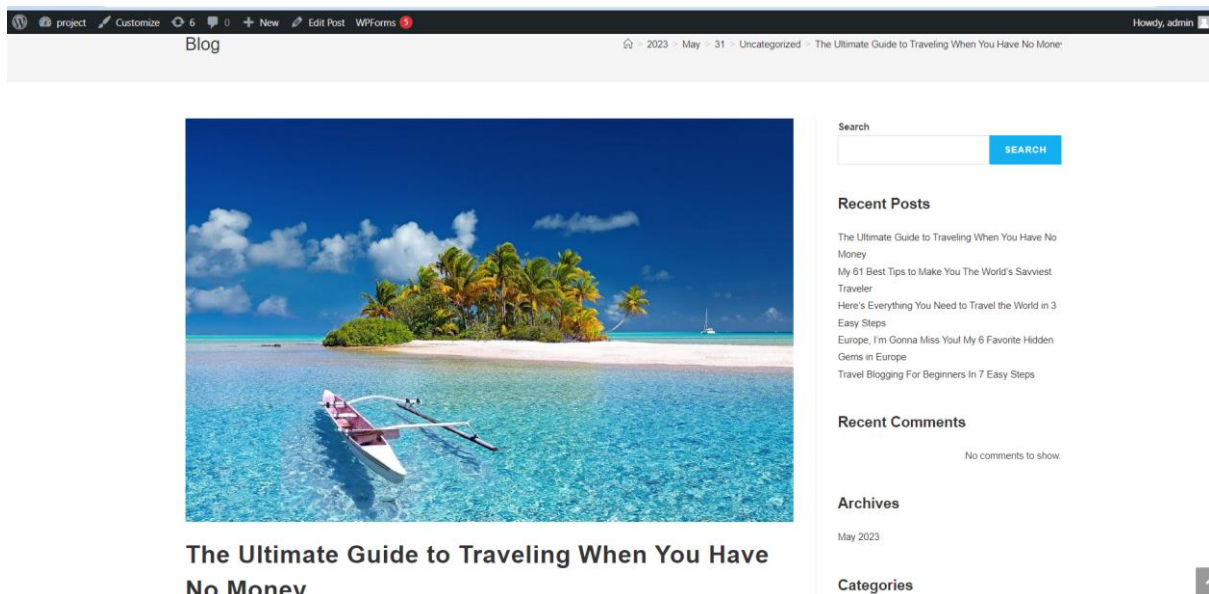 project Customize 6 0 + New Edit Post WPForms 5 Howdy, admin
Blog
2023 > May > 31 > Uncategorized > The Ultimate Guide to Traveling When You Have No Money
Search
SEARCH
Recent Posts
The Ultimate Guide to Traveling When You Have No
Money
My 61 Best Tips to Make You The World's Savviest
Traveler
Here's Everything You Need to Travel the World in 3
Easy Steps
Europe, I'm Gonna Miss You! My 6 Favorite Hidden
Gems in Europe
Travel Blogging For Beginners In 7 Easy Steps
Recent Comments
No comments to show.
Archives
May 2023
Categories
The Ultimate Guide to Traveling When You Have
No Money